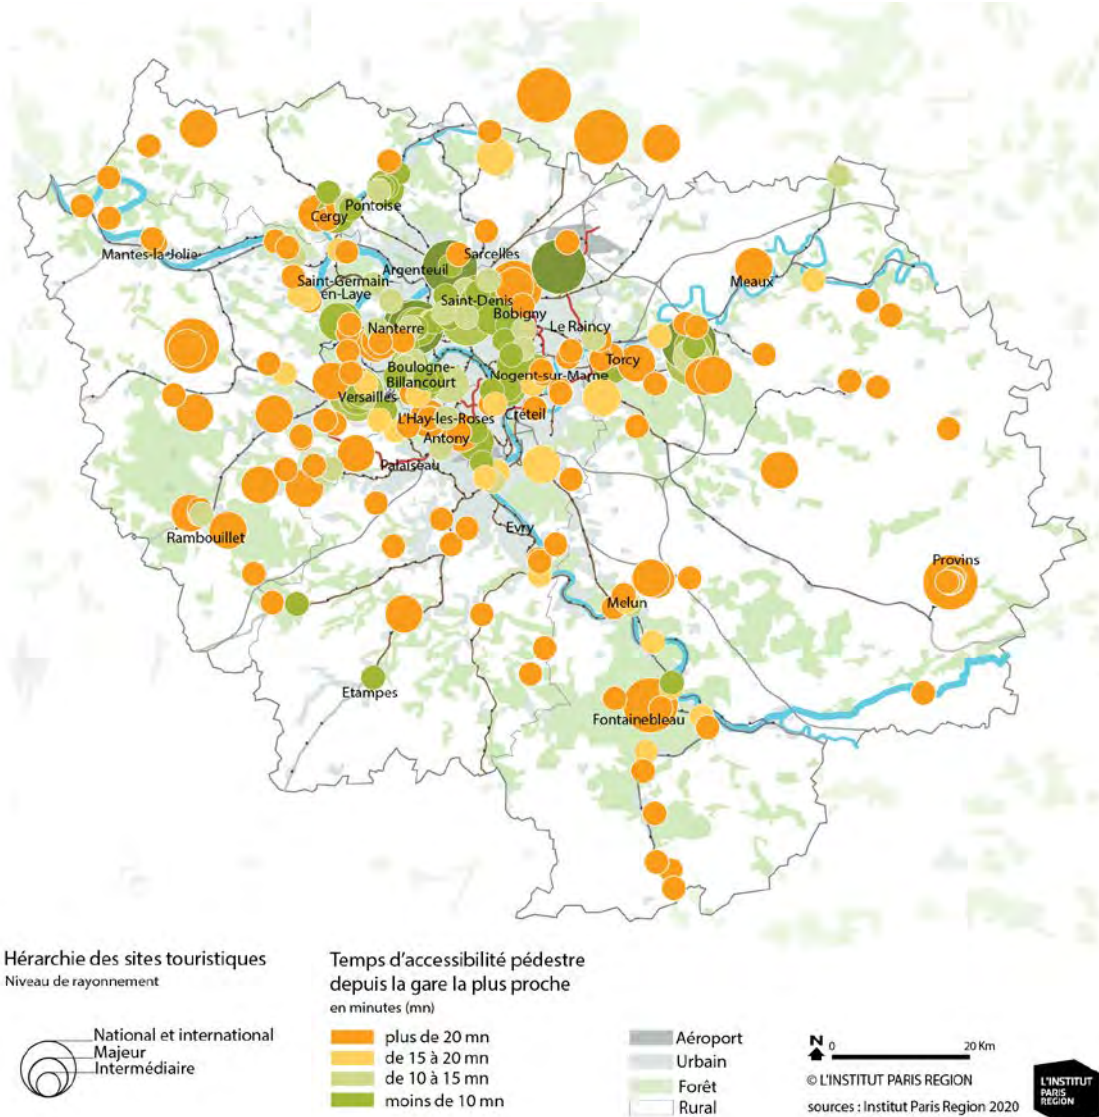 Pontoise
Cergy
Mantes-la-Jolie
Argenteuil
Sarcelles
Saint-Germain
-en-Laye
Saint-Denis
Bobigny
Meaux
Nanterre
Le Raincy
Boulogne-
Billancourt
Torcy
Nogent-sur-Marne
Versailles
L'Hay-les-Roses
Créteil
Antony
Palaiseau
Rambouillet
Evry
Provins
Melun
Etampes
Fontainebleau
Hérarchie des sites touristiques
Niveau de rayonnement
National et international
Majeur
Intermédiaire
Temps d'accessibilité pédestre
depuis la gare la plus proche
en minutes (mn)
plus de 20 mn
de 15 à 20 mn
de 10 à 15 mn
moins de 10 mn
Aéroport
Urbain
Forêt
Rural
N
0 20 Km
© L'INSTITUT PARIS REGION
sources : Institut Paris Region 2020
L'INSTITUT
PARIS
REGION